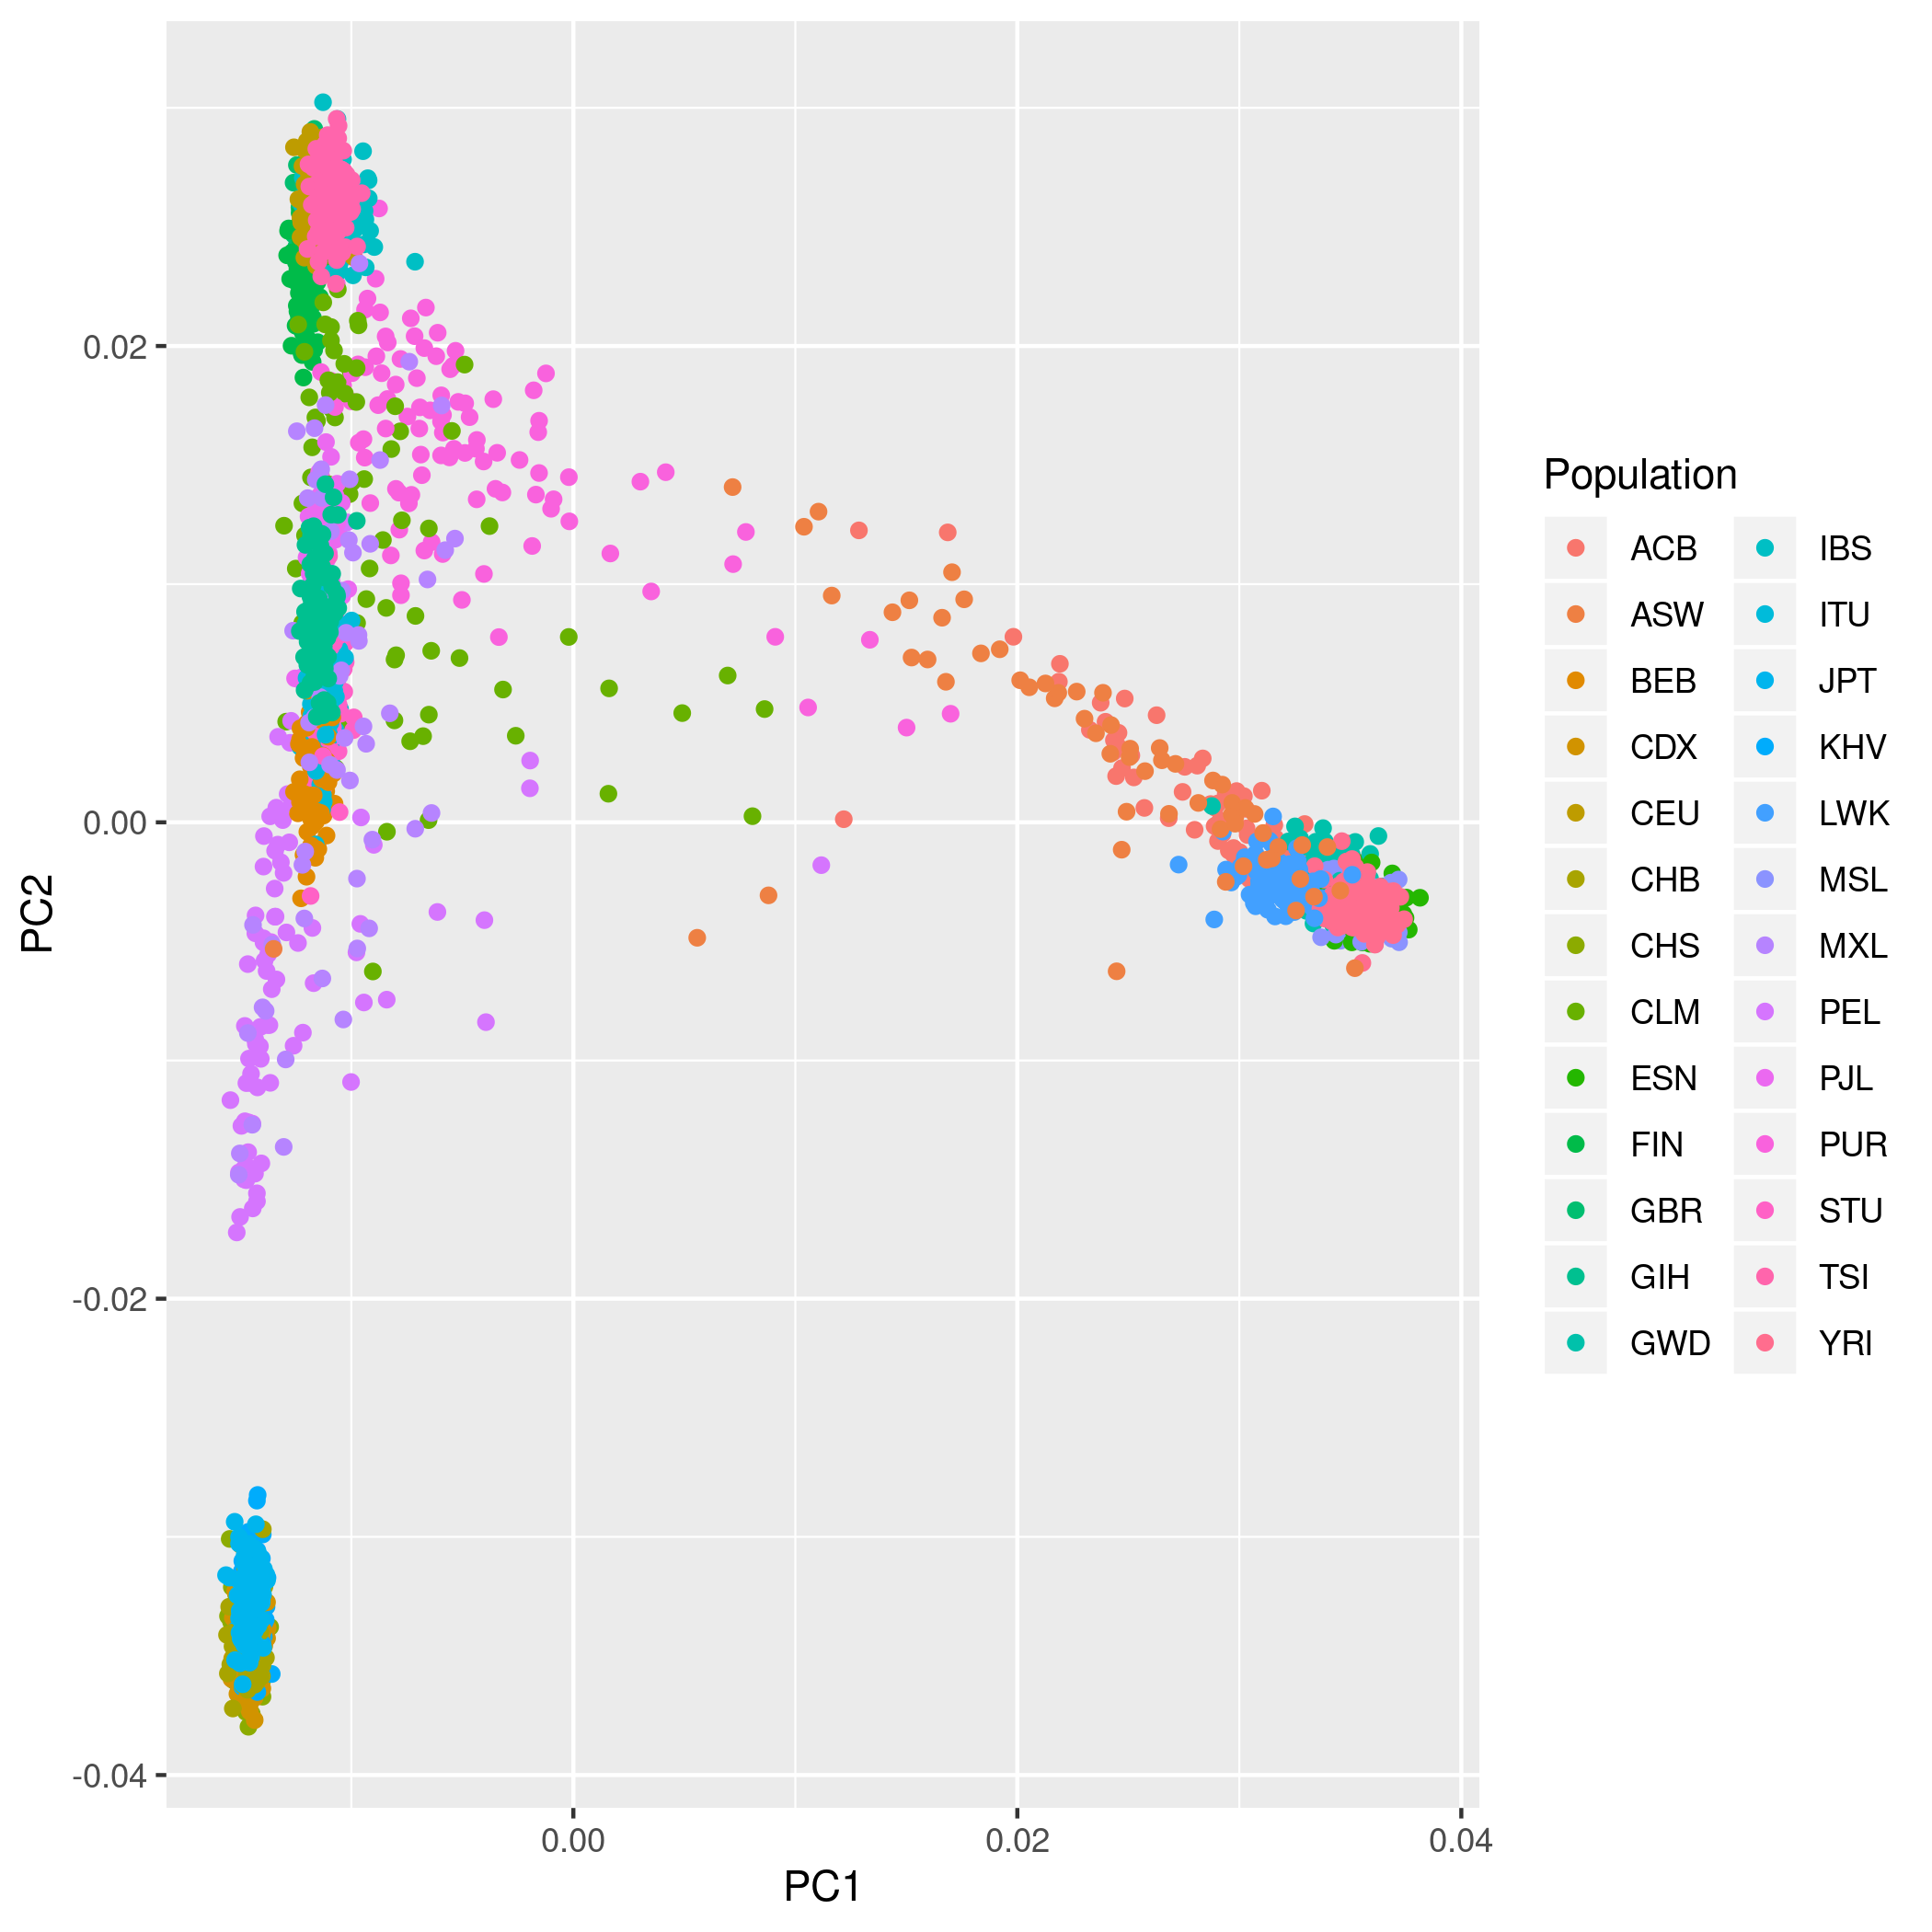 0.02
0.00
-0.02
-0.04
PC2
0.00 0.02 0.04
PC1
Population
ACB IBS
ASW ITU
BEB JPT
CDX KHV
CEU LWK
CHB MSL
CHS MXL
CLM PEL
ESN PJL
FIN PUR
GBR STU
GIH TSI
GWD YRI